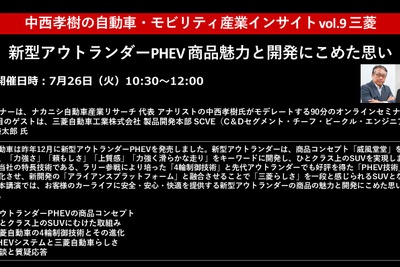 中西孝樹の自動車・モビリティ産業インサイトvol.9 三菱
新型アウトランダーPHEV 商品魅力と開発にこめた思い
開催日時：7月26日（火）10:30～12:00
ナーは、ナカニシ自動車産業リサーチ 代表 アナリストの中西孝樹氏がモデレートする90分のオンラインセミナ
目のゲストは、三菱自動車工業株式会社 製品開発本部 SCVE（C＆Dセグメント・チーフ・ビークル・エンジニア
太郎 氏
自動車は昨年12月に新型アウトランダーPHEVを発売しました。新型アウトランダーは、商品コンセプト「威風堂堂」を
、「力強さ」「頼もしさ」「上質感」「力強く滑らかな走り」をキーワードに開発し、ひとクラス上のSUVを実現しま
当社の特長技術である、ラリー参戦により培った「4輪制御技術」と先代アウトランダーでも好評を得た「PHEV技術」
化させ、新開発の「アライアンスプラットフォーム」と融合させることで「三菱らしさ」を一段と感じられるSUVとな
本講演では、お客様のカーライフに安全・安心・快適を提供する新型アウトランダーの商品の魅力と開発にこめた思い
。
ウトランダーPHEVの商品コンセプト
とクラス上のSUVにむけた取組み
菱自動車の4輪制御技術とその進化
HEVシステムと三菱自動車らしさ
談と質疑応答